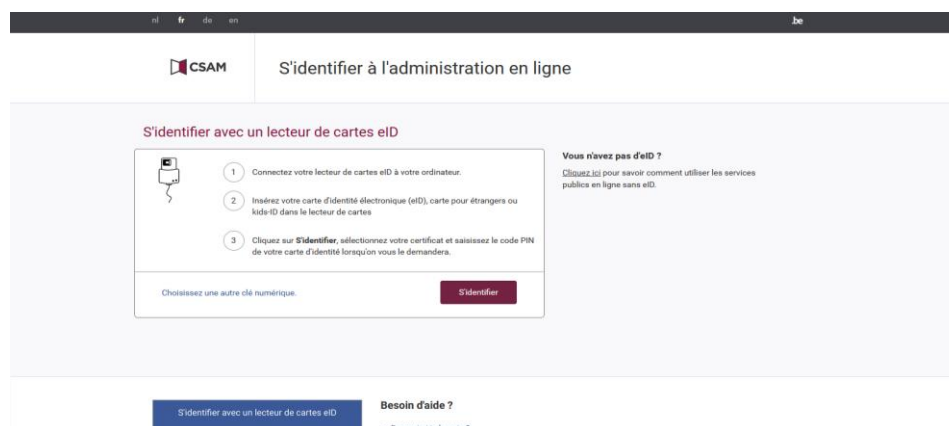 nl fr de en .be
CSAM
S'identifier à l'administration en ligne
S'identifier avec un lecteur de cartes eID
1 Connectez votre lecteur de cartes eID à votre ordinateur.
2 Insérez votre carte d'identité électronique (eID), carte pour étrangers ou
kids-ID dans le lecteur de cartes
3 Cliquez sur S'identifier, sélectionnez votre certificat et saisissez le code PIN
de votre carte d'identité lorsqu'on vous le demandera.
Choisissez une autre clé numérique.
S'identifier
Vous n'avez pas d'eID ?
Cliquez ici pour savoir comment utiliser les services
publics en ligne sans eID.
S'identifier avec un lecteur de cartes eID
Besoin d'aide ?